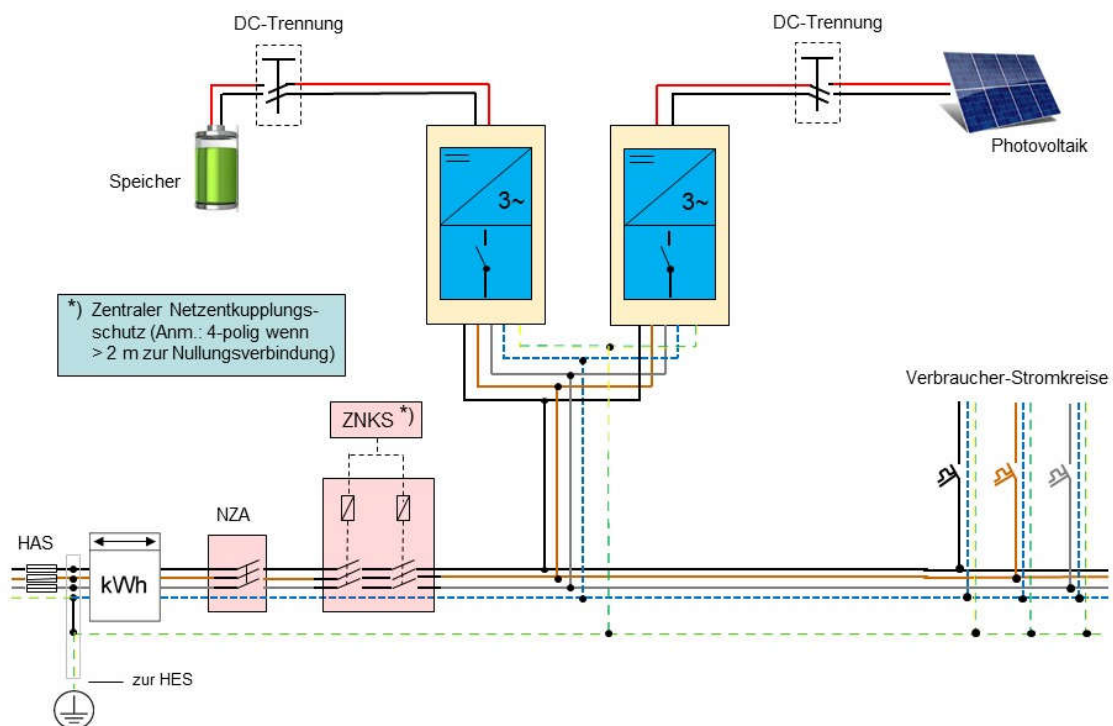 DC-Trennung
DC-Trennung
Speicher
Photovoltaik
3~
3~
*) Zentraler Netzentkupplungs-
schutz (Anm.: 4-polig wenn
> 2 m zur Nullungsverbindung)
Verbraucher-Stromkreise
ZNKS *)
NZA
HAS
kWh
zur HES